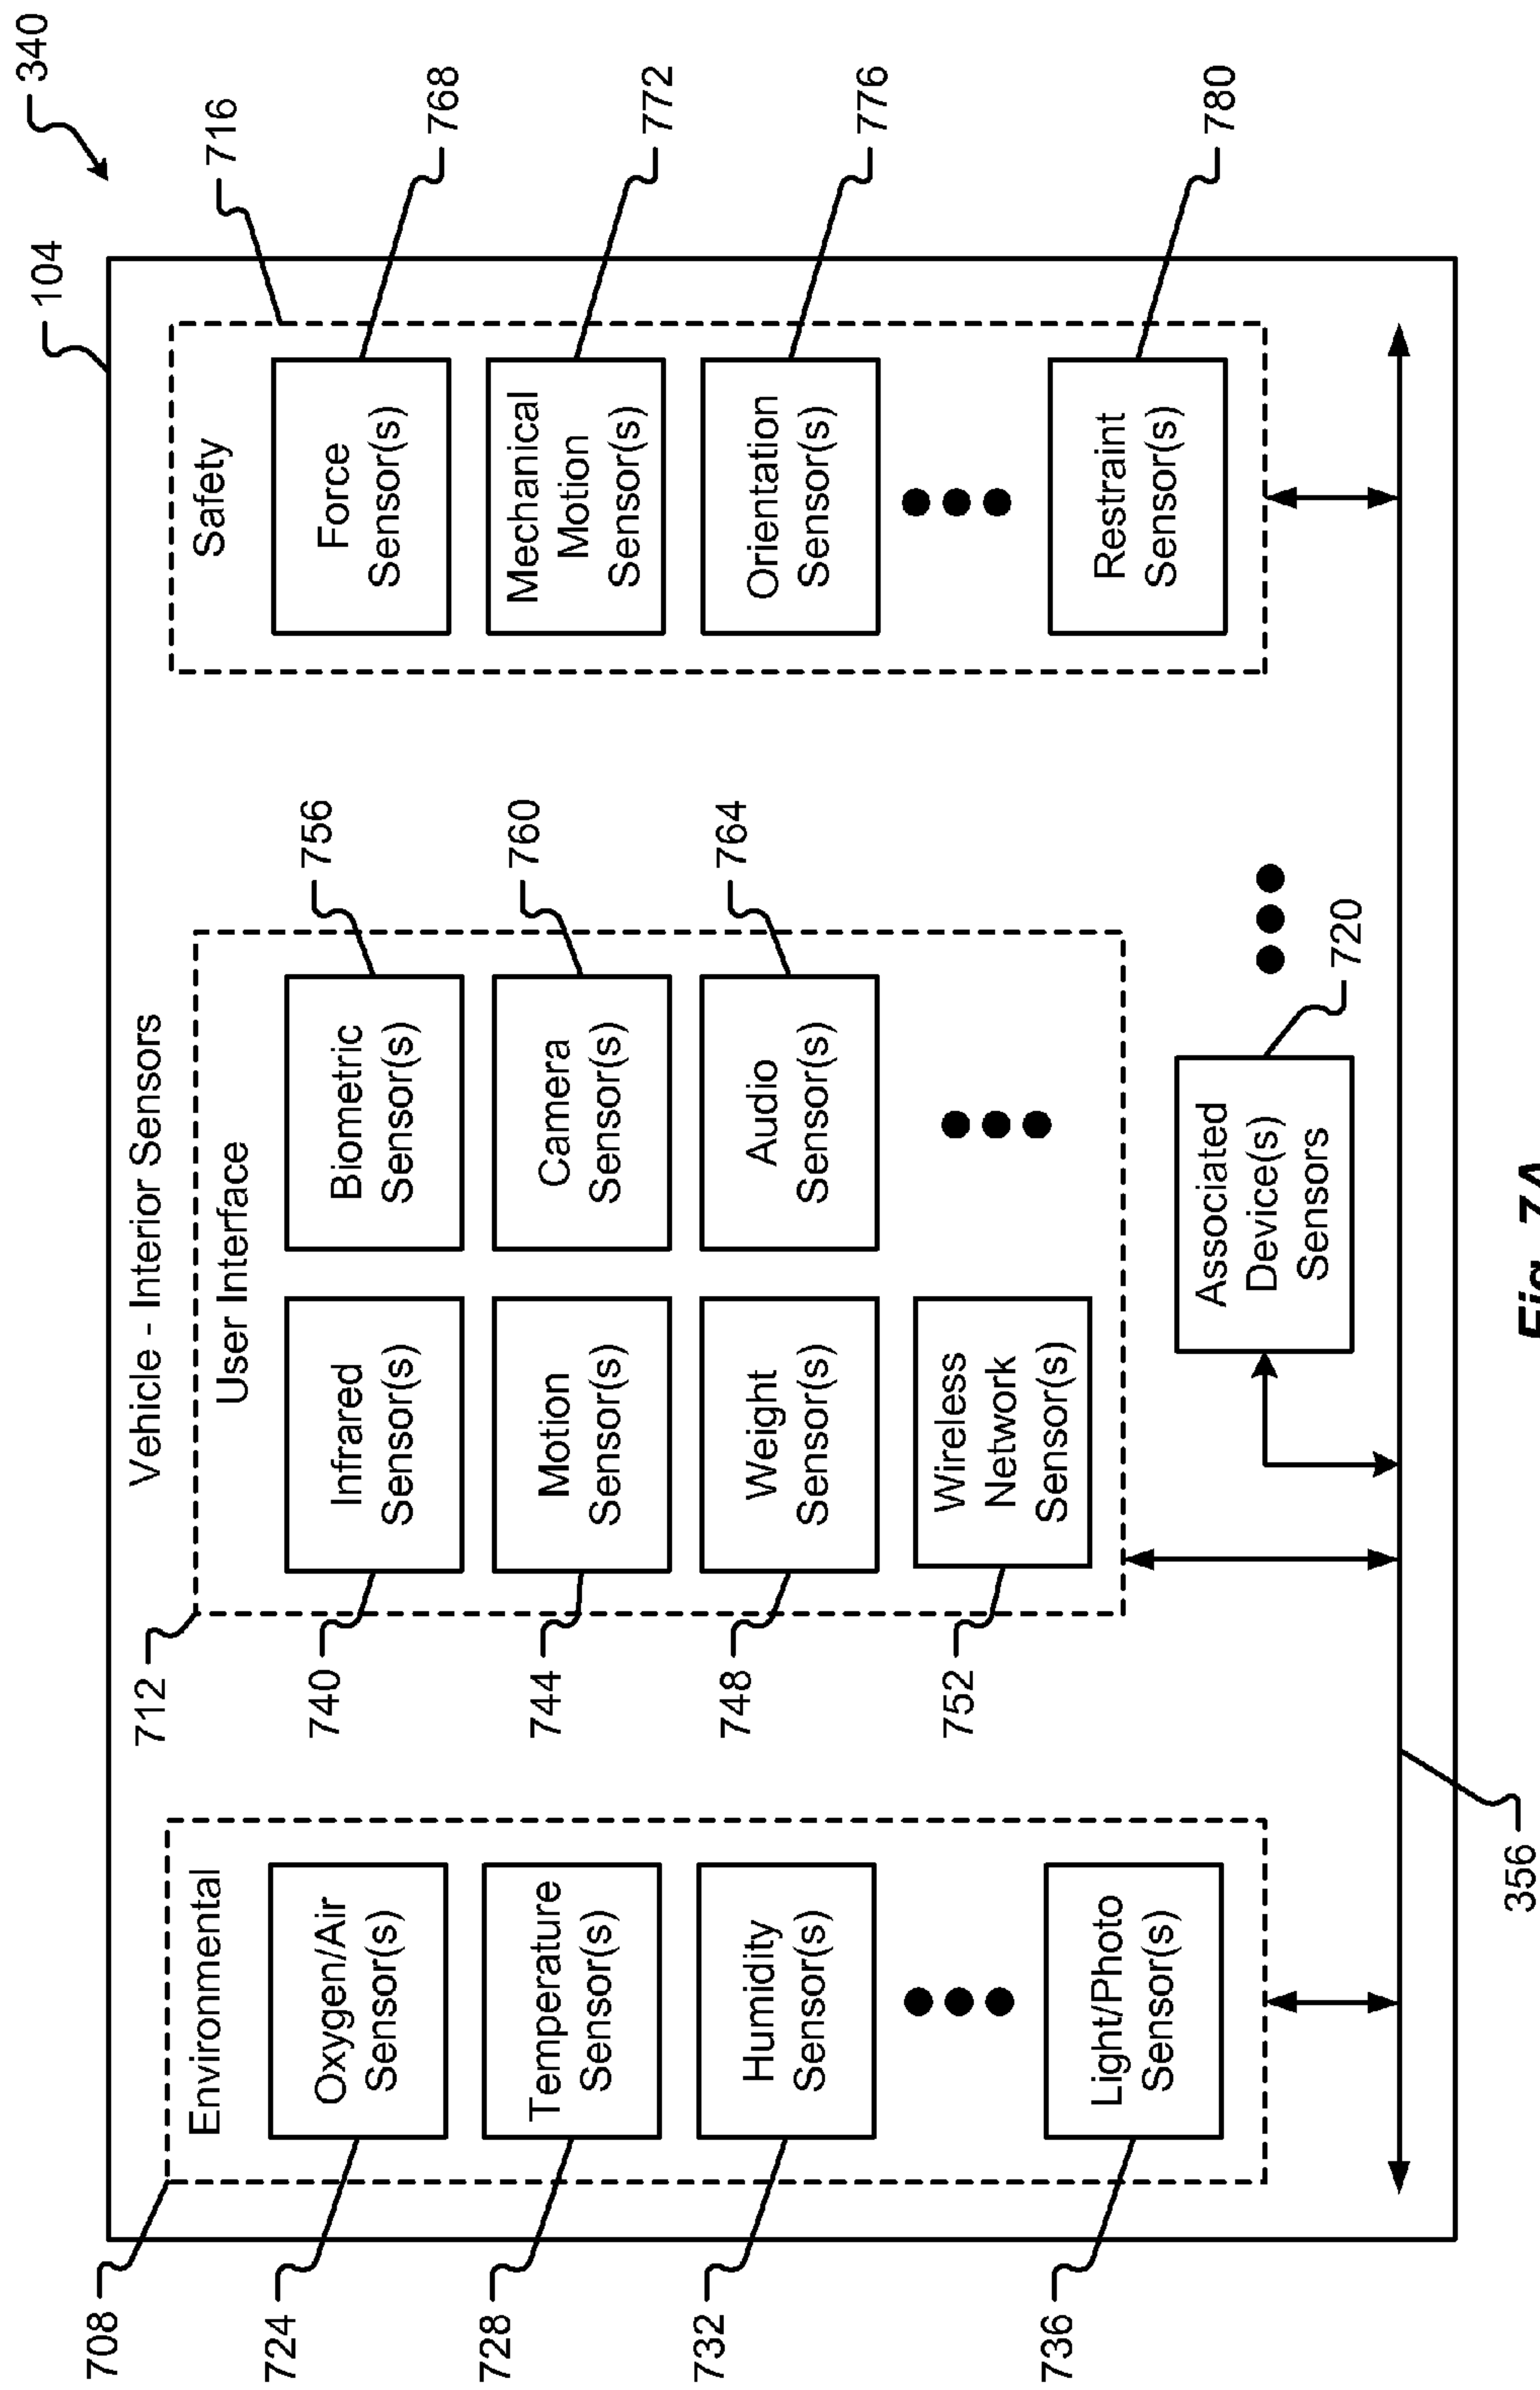 340
104
716
Vehicle - Interior Sensors
712
708
Environmental
724
Oxygen/Air
Sensor(s)
728
Temperature
Sensor(s)
732
Humidity
Sensor(s)
736
Light/Photo
Sensor(s)
User Interface
740
Infrared
Sensor(s)
Biometric
Sensor(s)
756
744
Motion
Sensor(s)
Camera
Sensor(s)
760
748
Weight
Sensor(s)
Audio
Sensor(s)
764
752
Wireless
Network
Sensor(s)
Safety
Force
Sensor(s)
768
Mechanical
Motion
Sensor(s)
772
Orientation
Sensor(s)
776
Restraint
Sensor(s)
780
Associated
Device(s)
Sensors
720
356
Fig. 7A